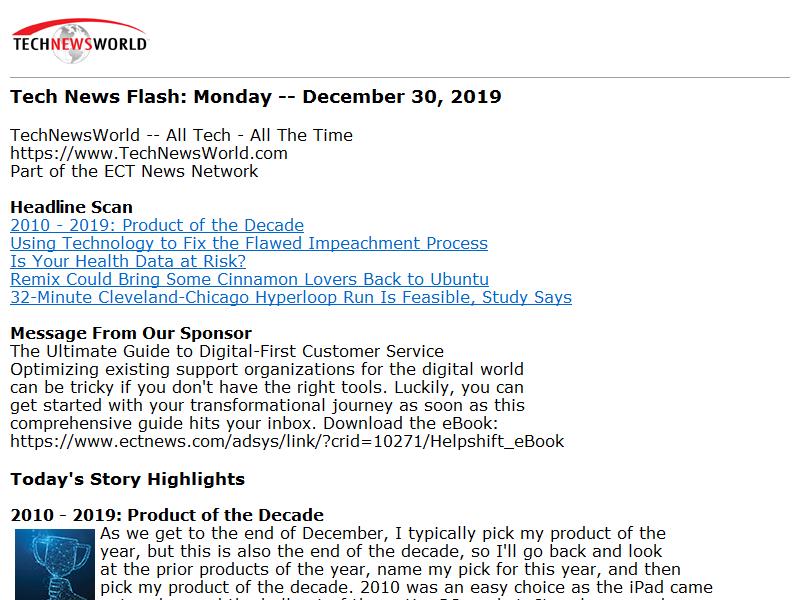 TECHNEWSWORLD
Tech News Flash: Monday -- December 30, 2019
TechNewsWorld -- All Tech - All The Time
https://www.TechNewsWorld.com
Part of the ECT News Network
Headline Scan
2010 - 2019: Product of the Decade
Using Technology to Fix the Flawed Impeachment Process
Is Your Health Data at Risk?
Remix Could Bring Some Cinnamon Lovers Back to Ubuntu
32-Minute Cleveland-Chicago Hyperloop Run Is Feasible, Study Says
Message From Our Sponsor
The Ultimate Guide to Digital-First Customer Service
Optimizing existing support organizations for the digital world
can be tricky if you don't have the right tools. Luckily, you can
get started with your transformational journey as soon as this
comprehensive guide hits your inbox. Download the eBook:
https://www.ectnews.com/adsys/link/?crid=10271/Helpshift_eBook
Today's Story Highlights
2010 - 2019: Product of the Decade
As we get to the end of December, I typically pick my product of the
year, but this is also the end of the decade, so I'll go back and look
at the prior products of the year, name my pick for this year, and then
pick my product of the decade. 2010 was an easy choice as the iPad came